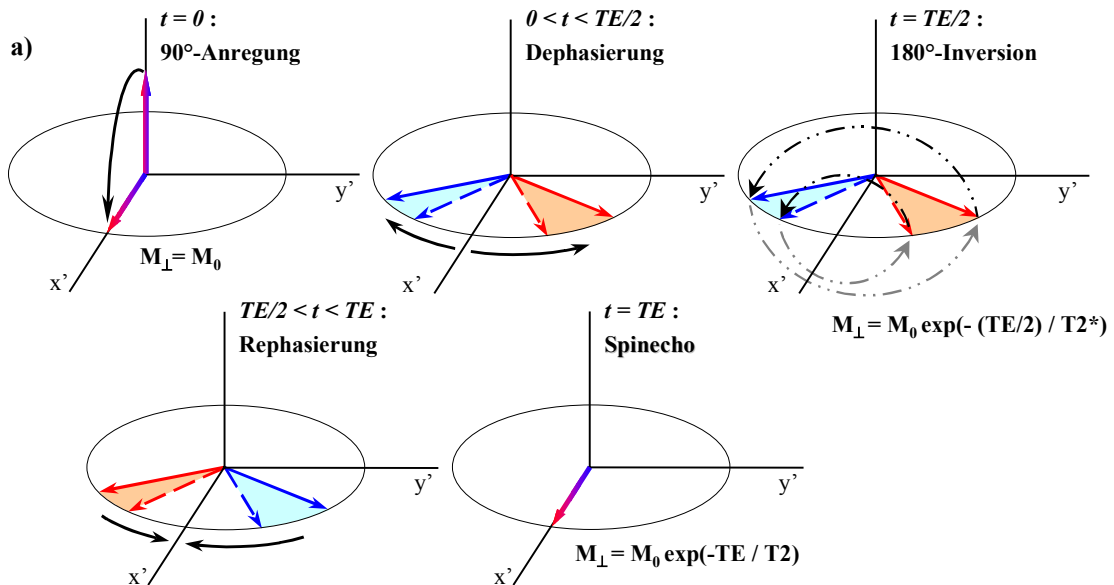 a)
t = 0 :
90°-Anregung
y’
x’
M⊥= M0
0 < t < TE/2 :
Dephasierung
y’
x’
t = TE/2 :
180°-Inversion
y’
x’
M⊥= M0 exp(- (TE/2) / T2*)
TE/2 < t < TE :
Rephasierung
y’
x’
t = TE :
Spinecho
y’
x’
M⊥= M0 exp(-TE / T2)